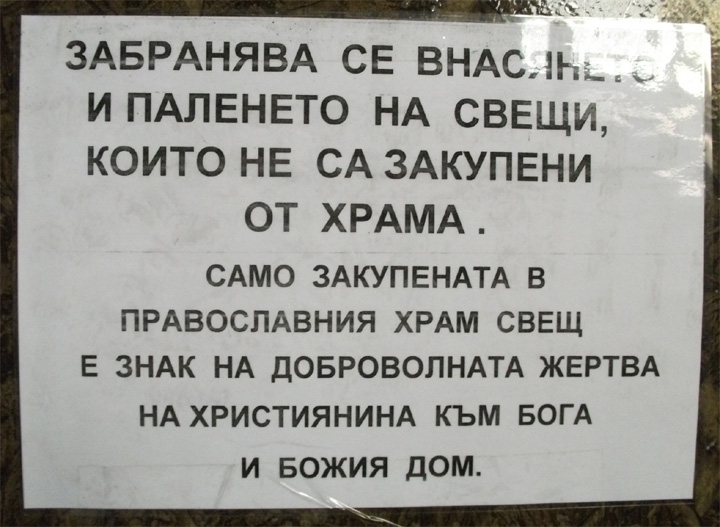 ЗАБРАНЯВА СЕ ВНАСЯНЕТО
И ПАЛЕНЕТО НА СВЕЩИ,
КОИТО НЕ СА ЗАКУПЕНИ
ОТ ХРАМА .
САМО ЗАКУПЕНАТА В
ПРАВОСЛАВНИЯ ХРАМ СВЕЩ
Е ЗНАК НА ДОБРОВОЛНАТА ЖЕРТВА
НА ХРИСТИЯНИНА КЪМ БОГА
И БОЖИЯ ДОМ.